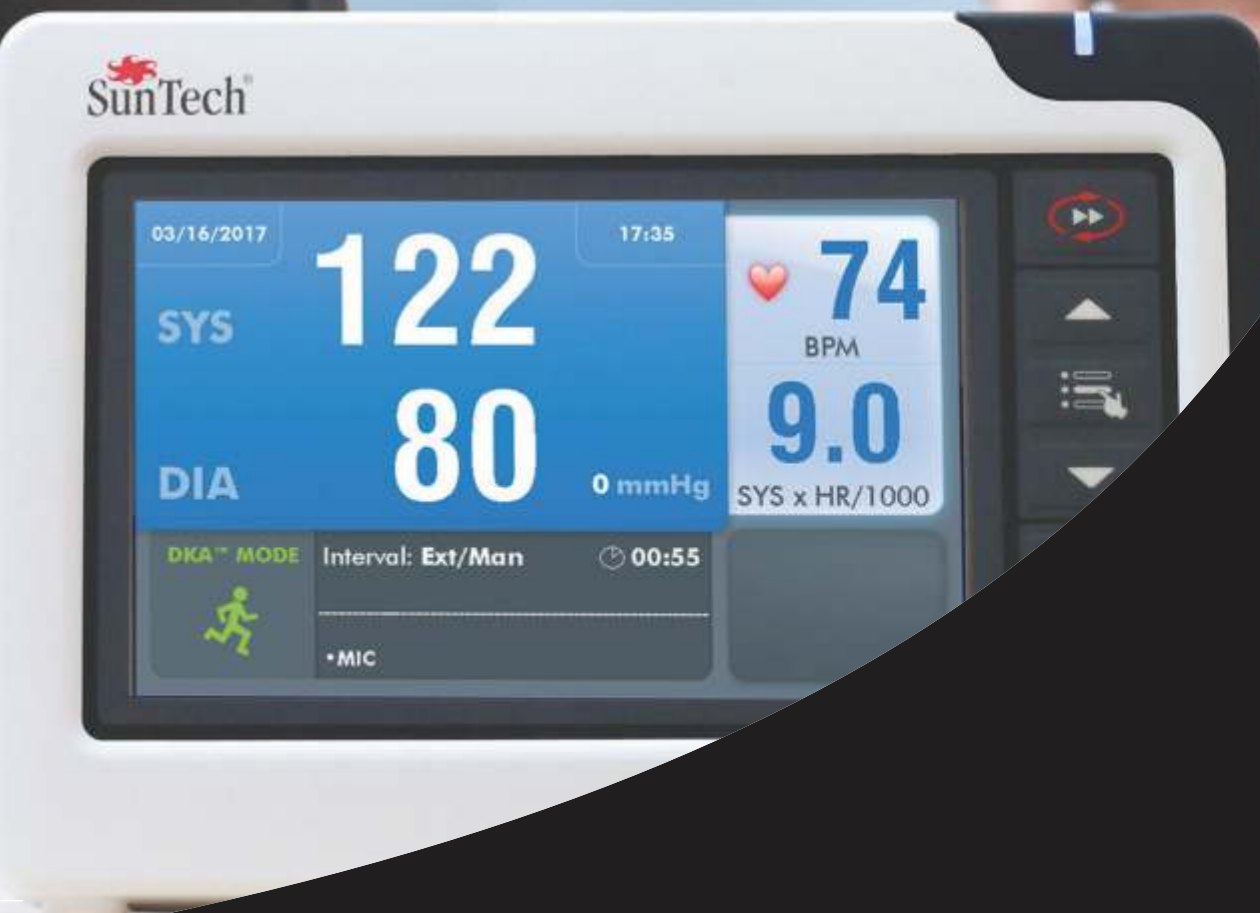 SunTech®
03/16/2017
17:35
SYS
122
DIA
80
0 mmHg
74
BPM
9.0
SYS x HR/1000
DKA™ MODE
Interval: Ext/Man
00:55
•MIC